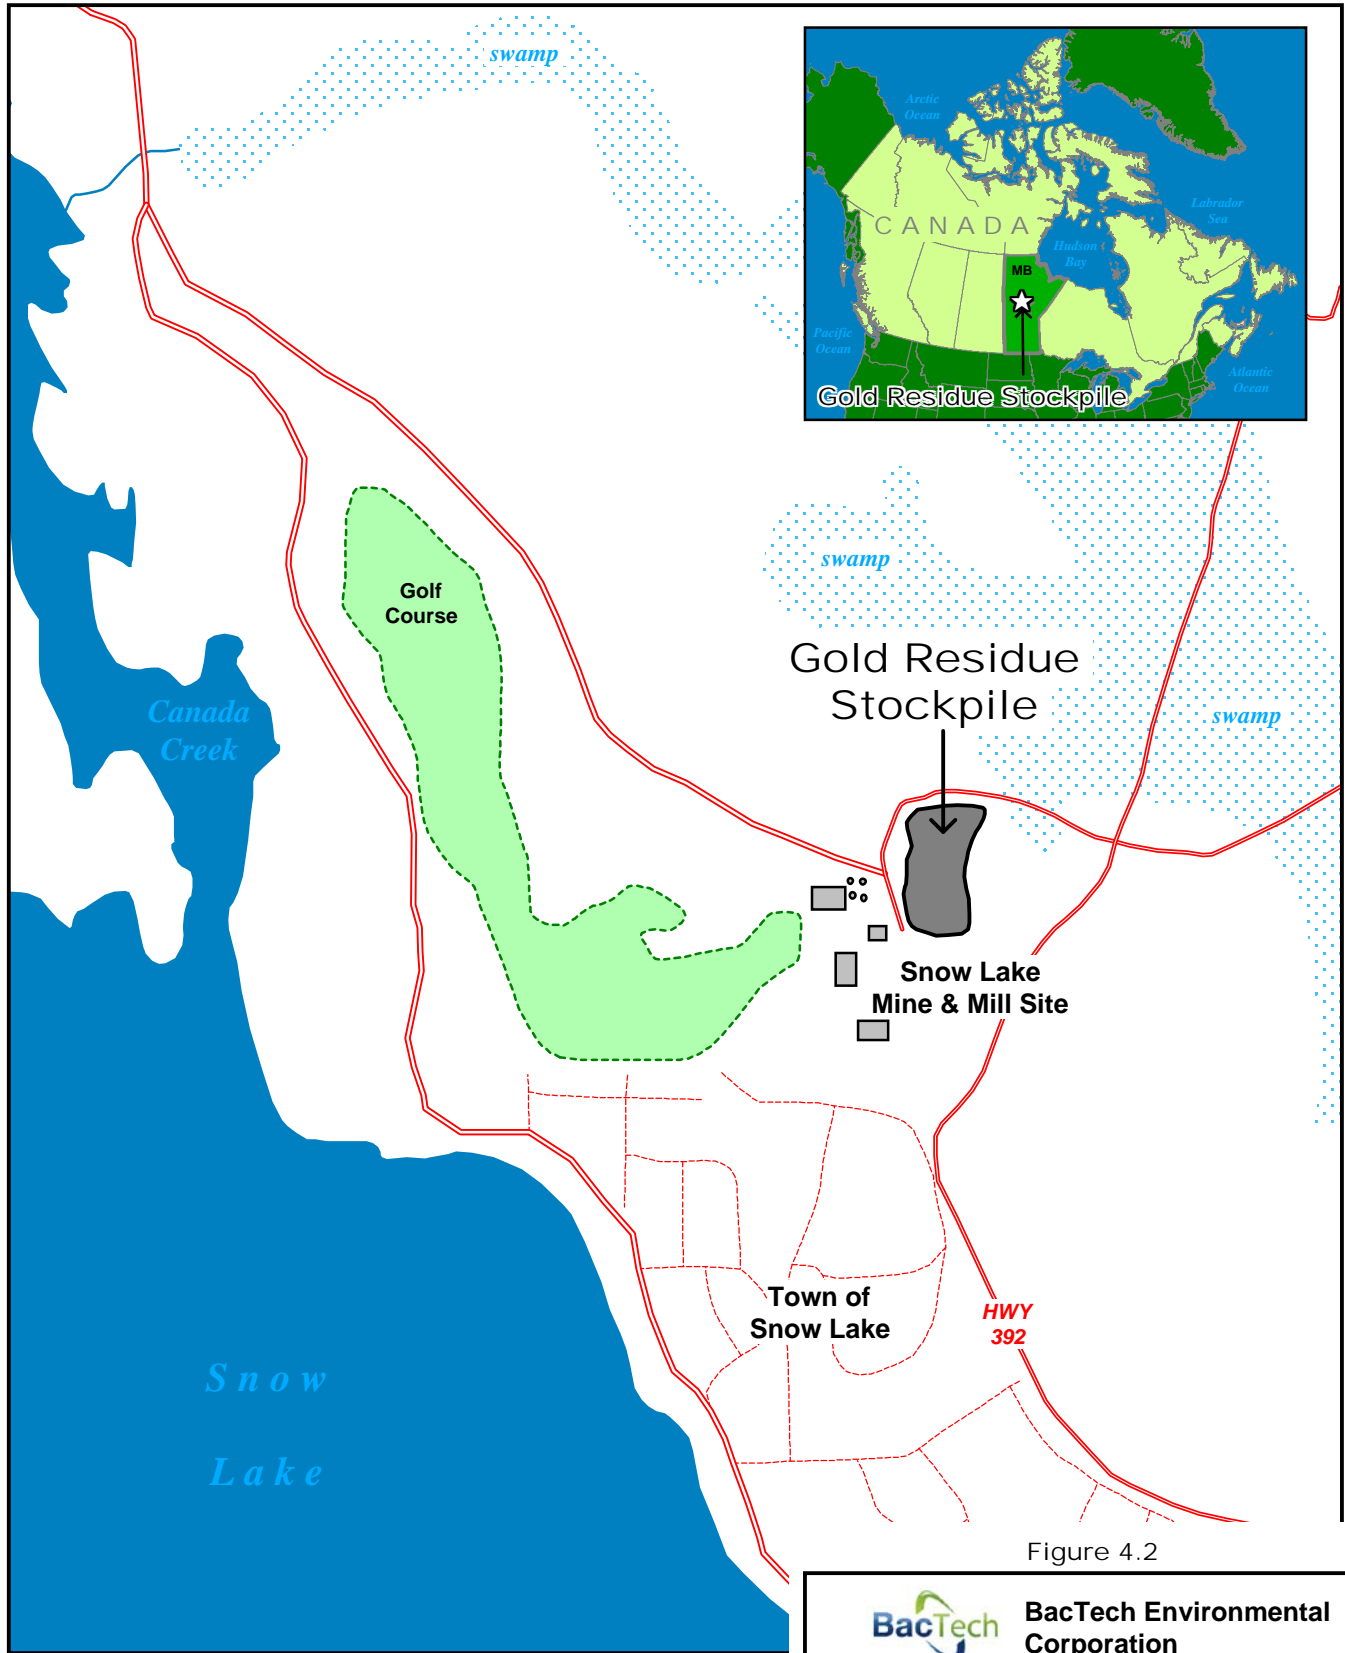 swamp
Arctic
Ocean
Labrador
Sea
CANADA
Hudson
Bay
MB
Pacific
Ocean
Atlantic
Ocean
Gold Residue Stockpile
swamp
Golf
Course
Gold Residue
Stockpile
Canada
Creek
swamp
Snow Lake
Mine & Mill Site
Town of
Snow Lake
HWY
392
Snow
Lake
Figure 4.2
BacTech
BacTech Environmental
Corporation